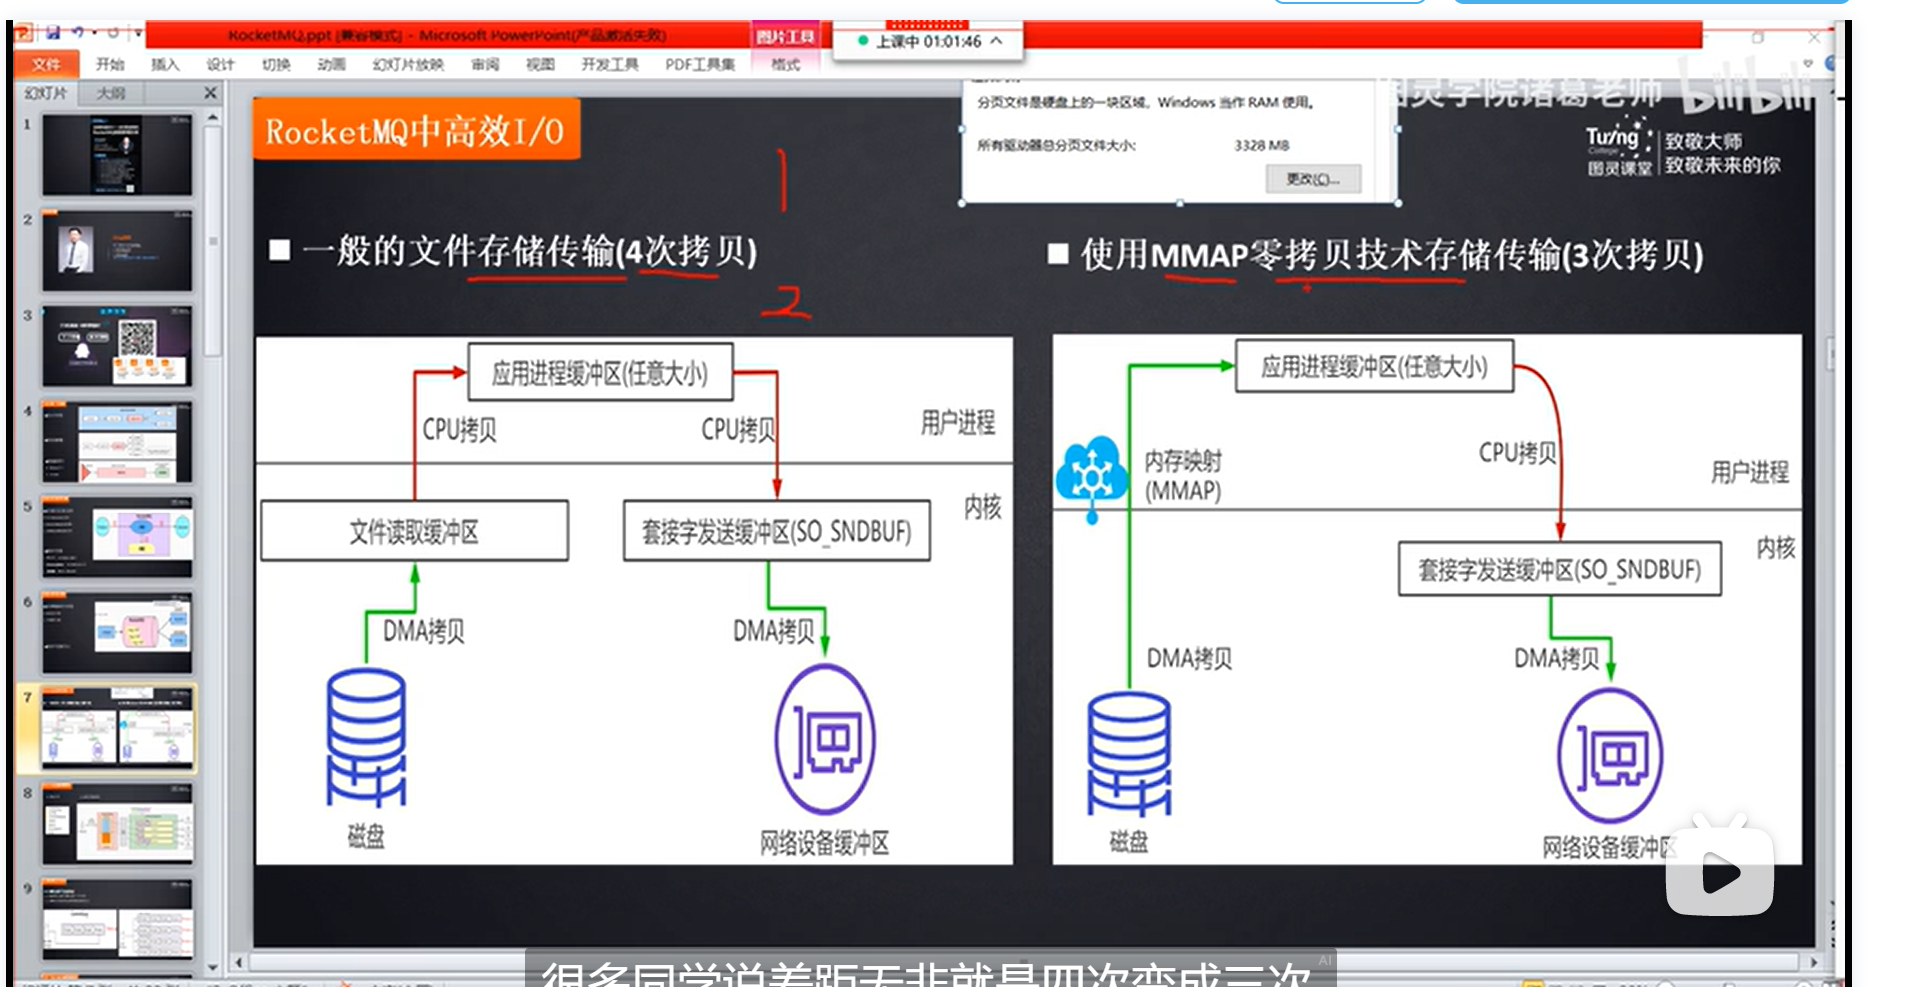 RocketMQ.ppt [兼容模式] - Microsoft PowerPoint(产品激活失败)
图片工具
上课中 01:01:46
文件 开始 插入 设计 切换 动画 幻灯片放映 审阅 视图 开发工具 PDF工具集 格式
幻灯片 大纲
1
2
3
4
5
6
7
8
9
RocketMQ中高效I/O
分页文件是硬盘上的一块区域，Windows 当作 RAM 使用。
所有驱动器总分页文件大小: 3328 MB
更改(C)...
图灵学院诸葛老师 bilibili
Tuling
College
图灵课堂
致敬大师
致敬未来的你
1
一般的文件存储传输(4次拷贝)
2
使用MMAP零拷贝技术存储传输(3次拷贝)
应用进程缓冲区(任意大小)
CPU拷贝
CPU拷贝
用户进程
内核
文件读取缓冲区
套接字发送缓冲区(SO_SNDBUF)
DMA拷贝
DMA拷贝
磁盘
网络设备缓冲区
应用进程缓冲区(任意大小)
内存映射
(MMAP)
CPU拷贝
用户进程
内核
套接字发送缓冲区(SO_SNDBUF)
DMA拷贝
DMA拷贝
磁盘
网络设备缓冲区
很多同学说差距无非就是四次变成三次
AI